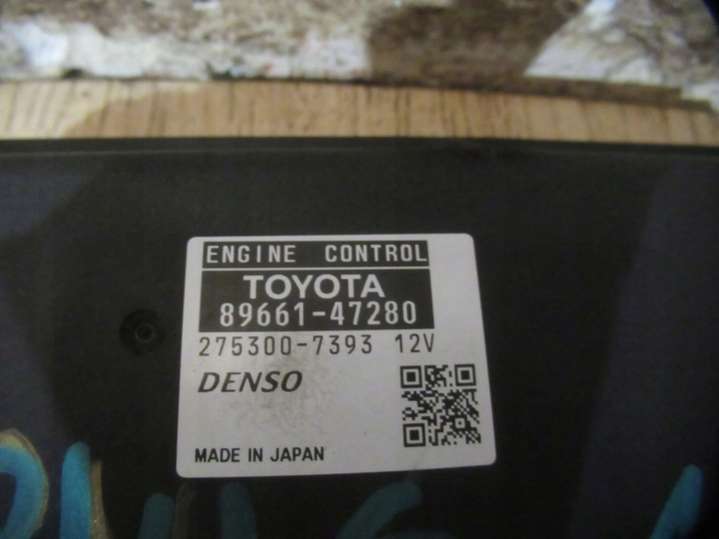 ENGINE CONTROL
TOYOTA
89661-47280
275300-7393 12V
DENSO
MADE IN JAPAN